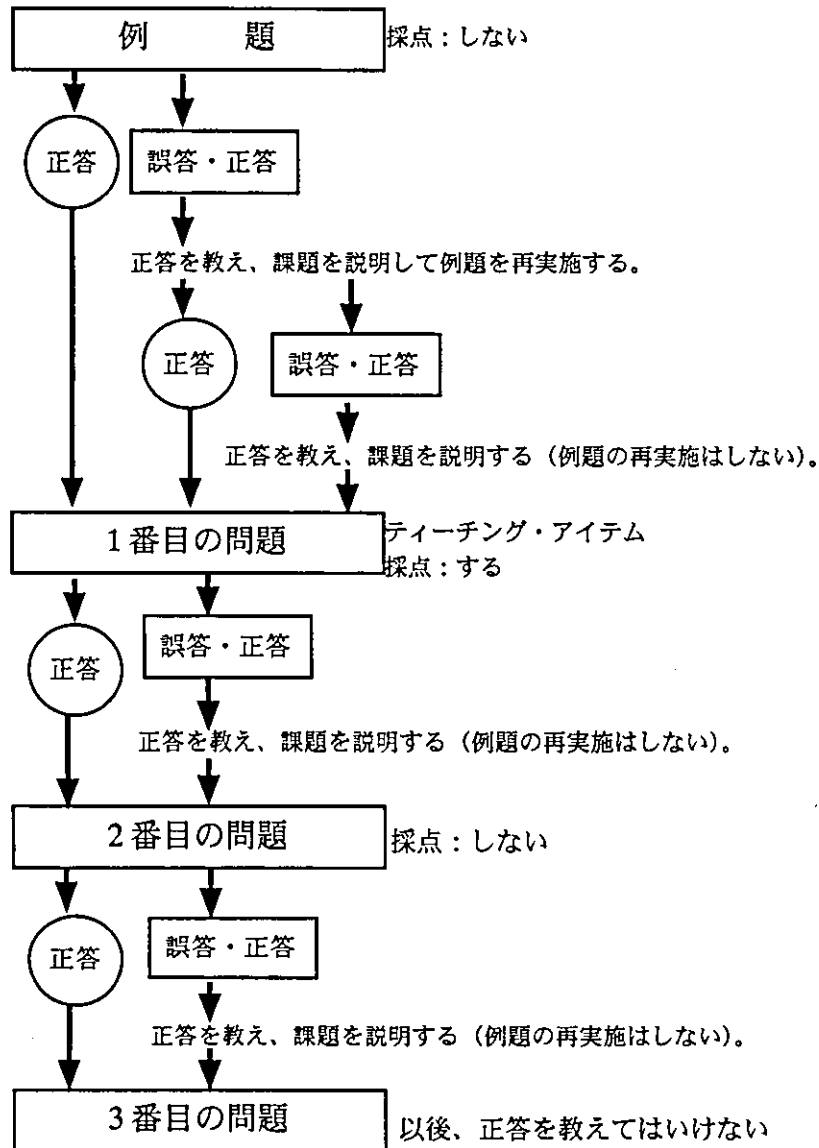 例 題
採点：しない
正答
誤答・正答
正答を教え、課題を説明して例題を再実施する。
正答
誤答・正答
正答を教え、課題を説明する（例題の再実施はしない）。
1番目の問題
ティーチング・アイテム
採点：する
正答
誤答・正答
正答を教え、課題を説明する（例題の再実施はしない）。
2番目の問題
採点：しない
正答
誤答・正答
正答を教え、課題を説明する（例題の再実施はしない）。
3番目の問題
以後、正答を教えてはいけない